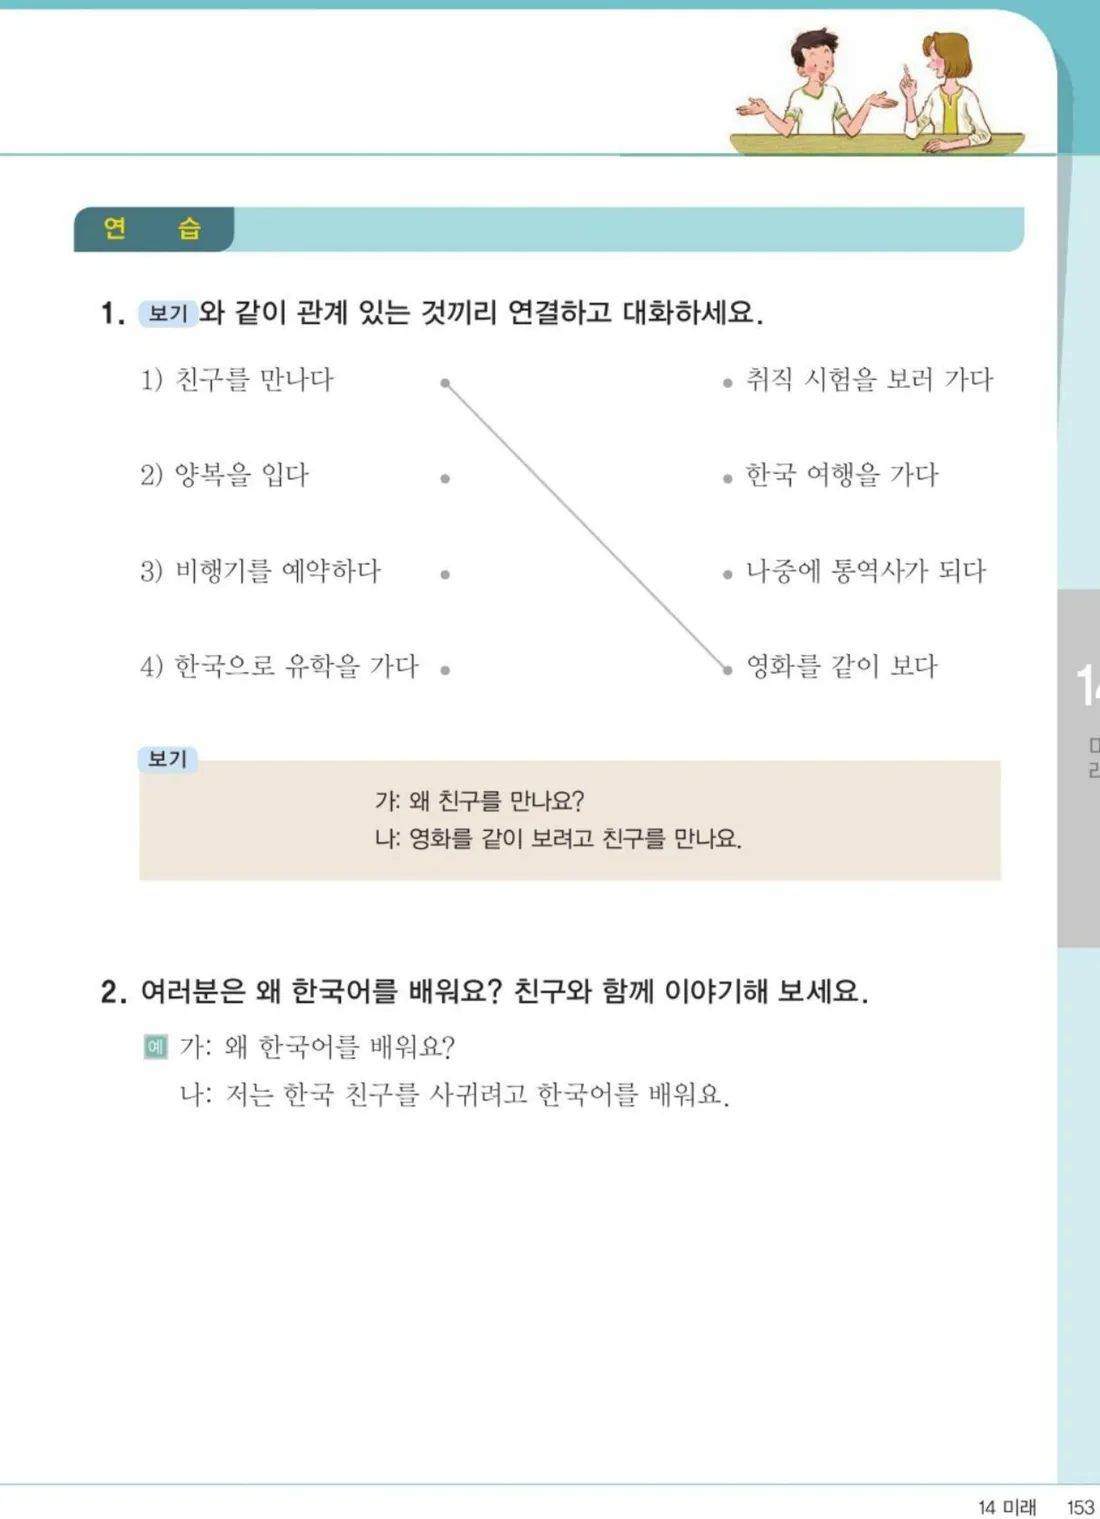 연 습
1. 보기 와 같이 관계 있는 것끼리 연결하고 대화하세요.
1) 친구를 만나다
취직 시험을 보러 가다
2) 양복을 입다
한국 여행을 가다
3) 비행기를 예약하다
나중에 통역사가 되다
4) 한국으로 유학을 가다
영화를 같이 보다
보기
가: 왜 친구를 만나요?
나: 영화를 같이 보려고 친구를 만나요.
2. 여러분은 왜 한국어를 배워요? 친구와 함께 이야기해 보세요.
예 가: 왜 한국어를 배워요?
나: 저는 한국 친구를 사귀려고 한국어를 배워요.
14 미래 153